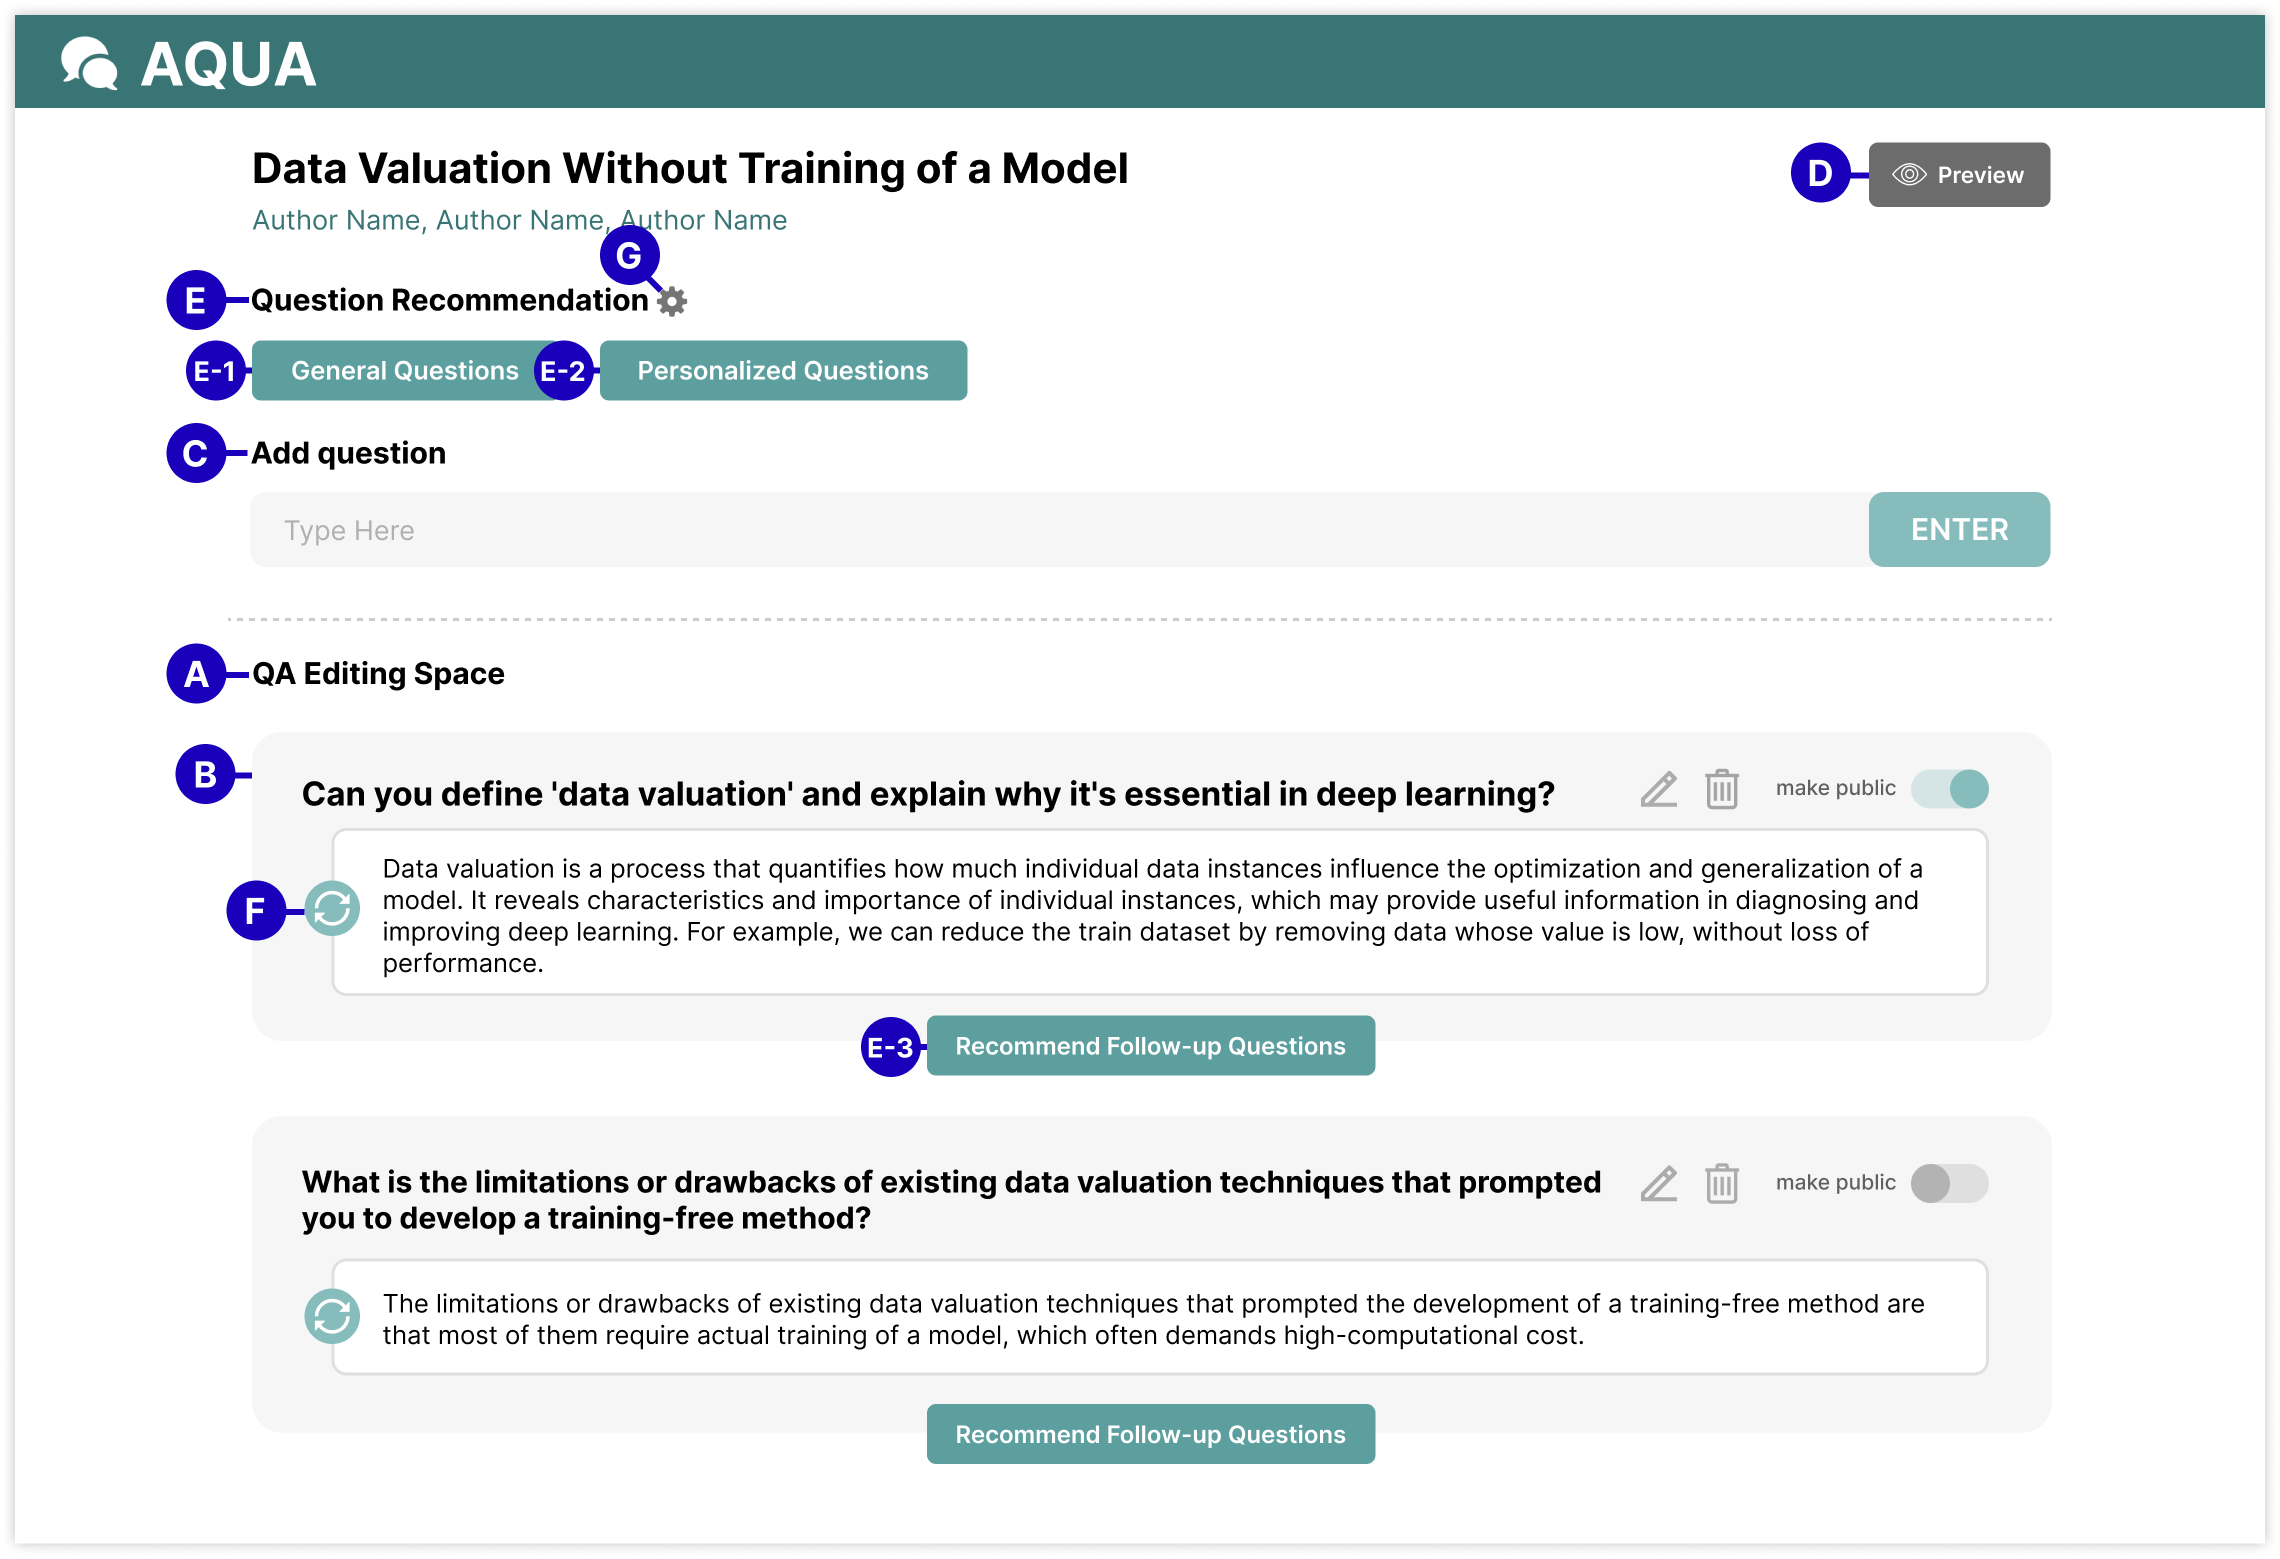 AQUA
Data Valuation Without Training of a Model
D
Preview
Author Name, Author Name, Author Name
G
E
Question Recommendation
E-1
General Questions
E-2
Personalized Questions
C
Add question
Type Here
ENTER
A
QA Editing Space
B
Can you define 'data valuation' and explain why it's essential in deep learning?
make public
Data valuation is a process that quantifies how much individual data instances influence the optimization and generalization of a
model. It reveals characteristics and importance of individual instances, which may provide useful information in diagnosing and
improving deep learning. For example, we can reduce the train dataset by removing data whose value is low, without loss of
performance.
F
E-3
Recommend Follow-up Questions
What is the limitations or drawbacks of existing data valuation techniques that prompted
you to develop a training-free method?
make public
The limitations or drawbacks of existing data valuation techniques that prompted the development of a training-free method are
that most of them require actual training of a model, which often demands high-computational cost.
Recommend Follow-up Questions